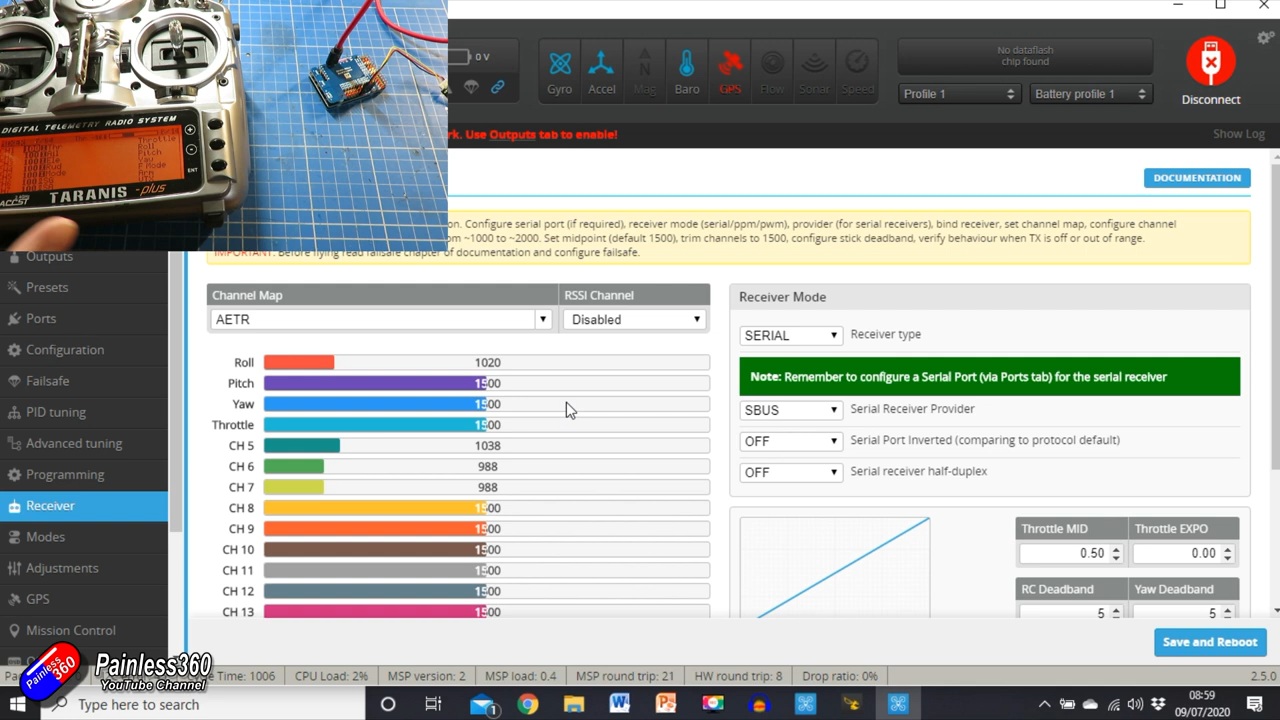 DIGITAL TELEMETRY RADIO SYSTEM
Throttle
Roll
Pitch
Yaw
TARANIS -plus
ACCST
ENT
0 V
Gyro
Accel
Mag
Baro
GPS
Flow
Sonar
Speed
No dataflash
chip found
Profile 1
Battery profile 1
Disconnect
rk. Use Outputs tab to enable!
Show Log
DOCUMENTATION
on. Configure serial port (if required), receiver mode (serial/ppm/pwm), provider (for serial receivers), bind receiver, set channel map, configure channel
om ~1000 to ~2000. Set midpoint (default 1500), trim channels to 1500, configure stick deadband, verify behaviour when TX is off or out of range.
IMPORTANT: Before flying read failsafe chapter of documentation and configure failsafe.
Outputs
Presets
Ports
Configuration
Failsafe
PID tuning
Advanced tuning
Programming
Receiver
Modes
Adjustments
GPS
Mission Control
Channel Map
RSSI Channel
AETR
Disabled
Roll 1020
Pitch 1500
Yaw 1500
Throttle 1500
CH 5 1038
CH 6 988
CH 7 988
CH 8 1500
CH 9 1500
CH 10 1500
CH 11 1500
CH 12 1500
CH 13 1500
Receiver Mode
SERIAL Receiver type
Note: Remember to configure a Serial Port (via Ports tab) for the serial receiver
SBUS Serial Receiver Provider
OFF Serial Port Inverted (comparing to protocol default)
OFF Serial receiver half-duplex
Throttle MID
Throttle EXPO
0.50
0.00
RC Deadband
Yaw Deadband
5
5
Save and Reboot
Painless360
Painless360
YouTube Channel
e Time: 1006
CPU Load: 2%
MSP version: 2
MSP load: 0.4
MSP round trip: 21
HW round trip: 8
Drop ratio: 0%
2.5.0
Type here to search
1
08:59
09/07/2020